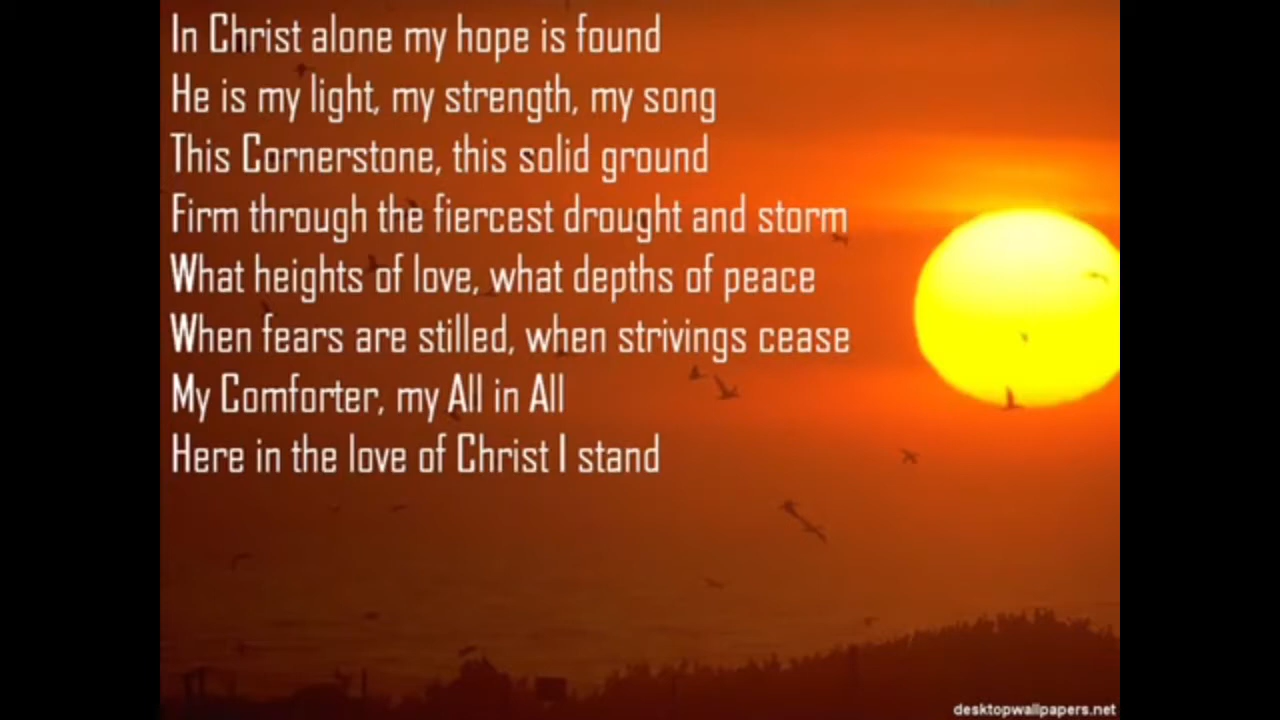 In Christ alone my hope is found
He is my light, my strength, my song
This Cornerstone, this solid ground
Firm through the fiercest drought and storm
What heights of love, what depths of peace
When fears are stilled, when strivings cease
My Comforter, my All in All
Here in the love of Christ I stand
desktopwallpapers.net